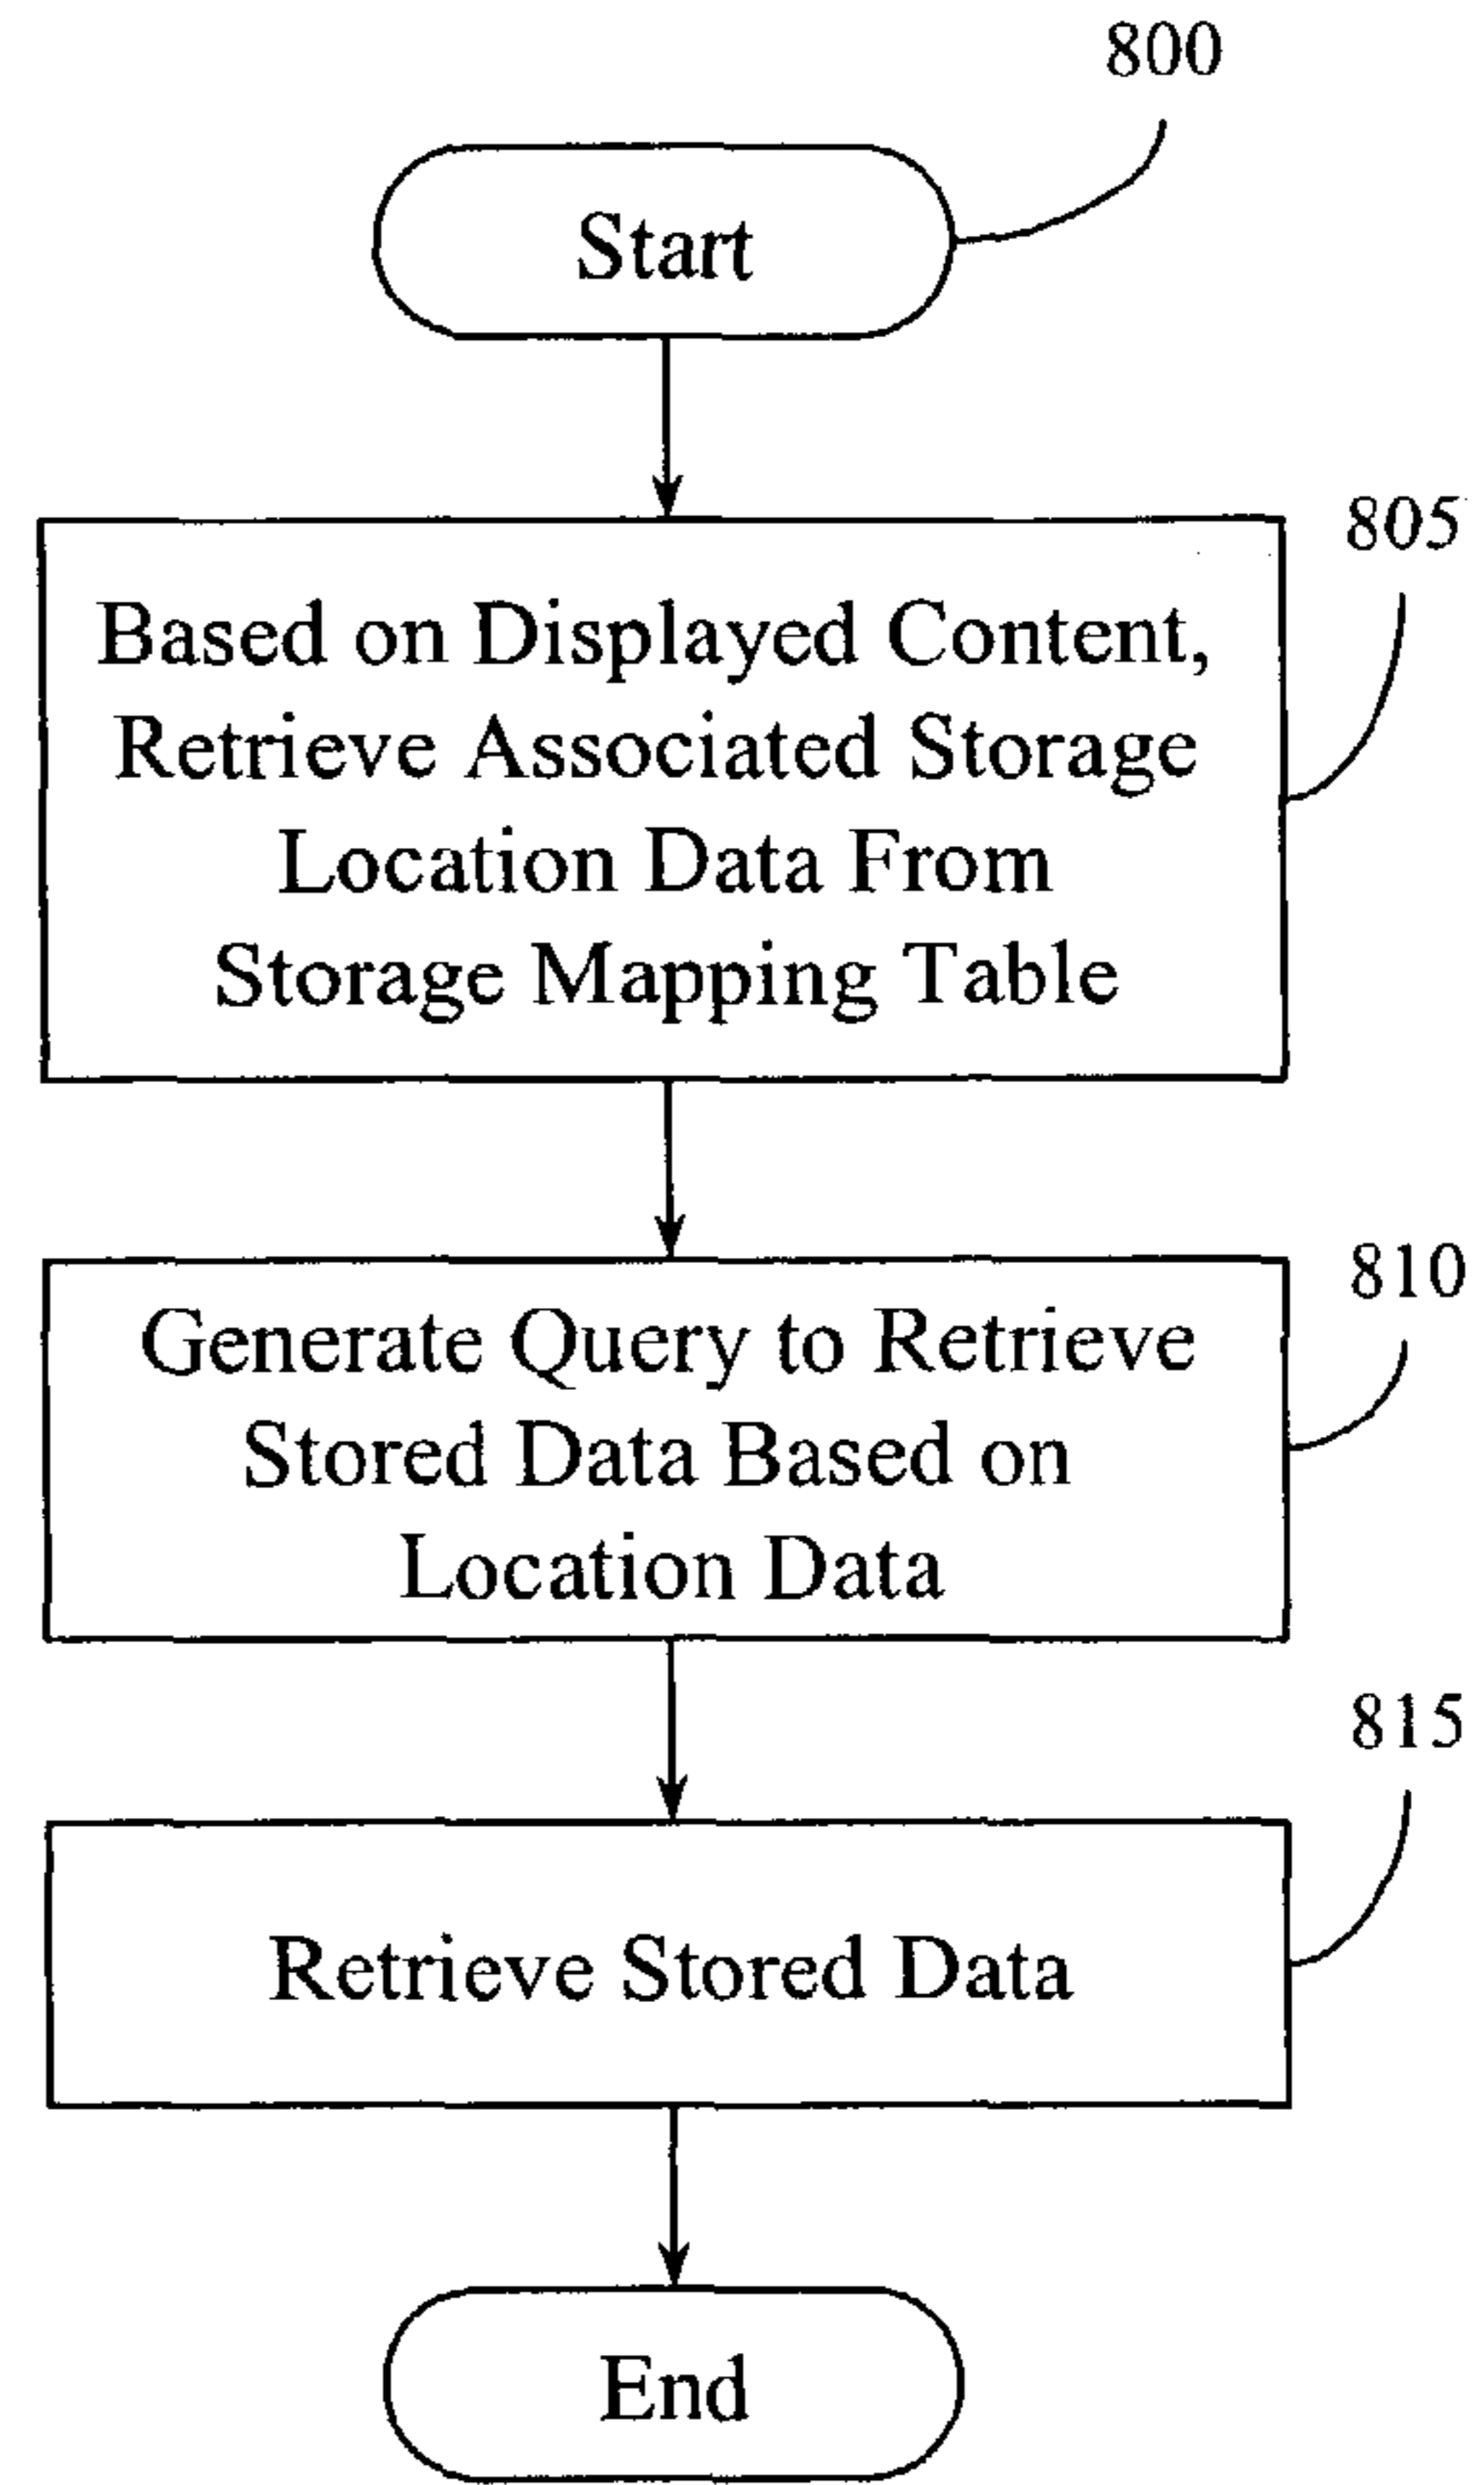 800
Start
805
Based on Displayed Content,
Retrieve Associated Storage
Location Data From
Storage Mapping Table
810
Generate Query to Retrieve
Stored Data Based on
Location Data
815
Retrieve Stored Data
End